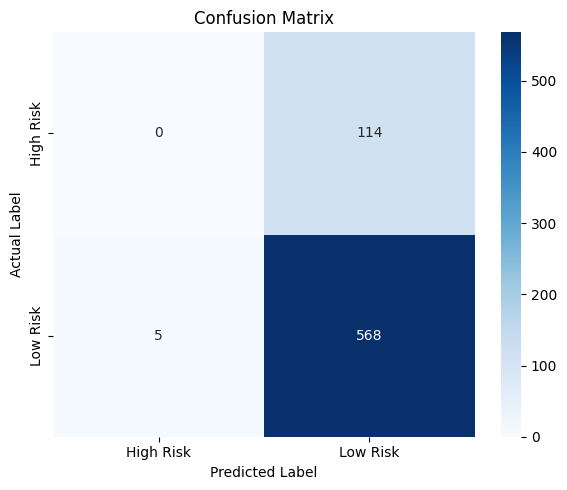 Confusion Matrix
High Risk
Low Risk
Actual Label
0
114
5
568
High Risk
Low Risk
Predicted Label
500
400
300
200
100
0